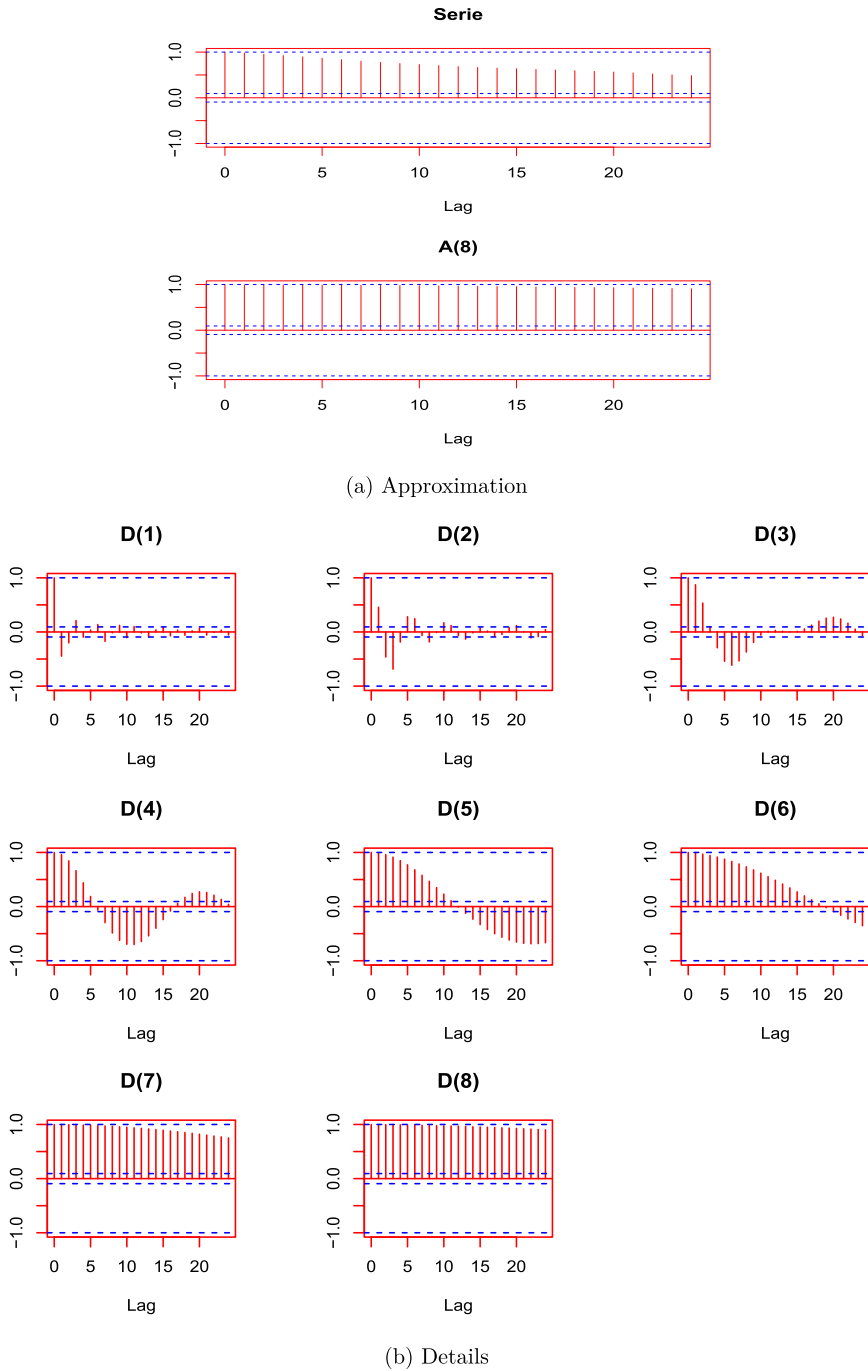 Serie
1.0
0.0
−1.0
0 5 10 15 20
Lag
A(8)
1.0
0.0
−1.0
0 5 10 15 20
Lag
(a) Approximation
D(1) D(2) D(3)
1.0 1.0 1.0
0.0 0.0 0.0
−1.0 −1.0 −1.0
0 5 10 15 20 0 5 10 15 20 0 5 10 15 20
Lag Lag Lag
D(4) D(5) D(6)
1.0 1.0 1.0
0.0 0.0 0.0
−1.0 −1.0 −1.0
0 5 10 15 20 0 5 10 15 20 0 5 10 15 20
Lag Lag Lag
D(7) D(8)
1.0 1.0
0.0 0.0
−1.0 −1.0
0 5 10 15 20 0 5 10 15 20
Lag Lag
(b) Details